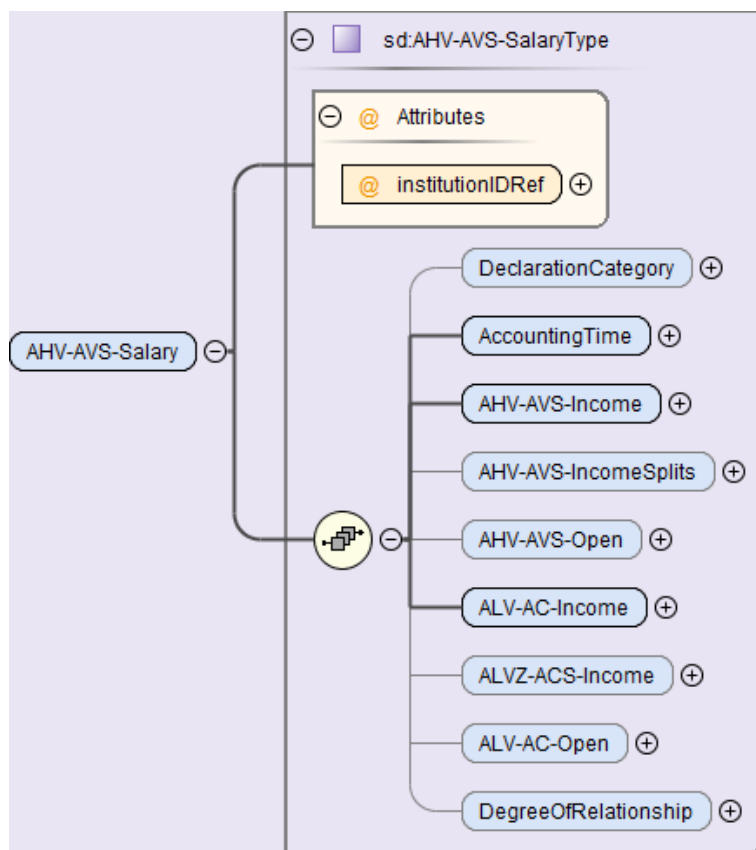 sd:AHV-AVS-SalaryType
@ Attributes
@ institutionIDRef
DeclarationCategory
AccountingTime
AHV-AVS-Salary
AHV-AVS-Income
AHV-AVS-IncomeSplits
AHV-AVS-Open
ALV-AC-Income
ALVZ-ACS-Income
ALV-AC-Open
DegreeOfRelationship